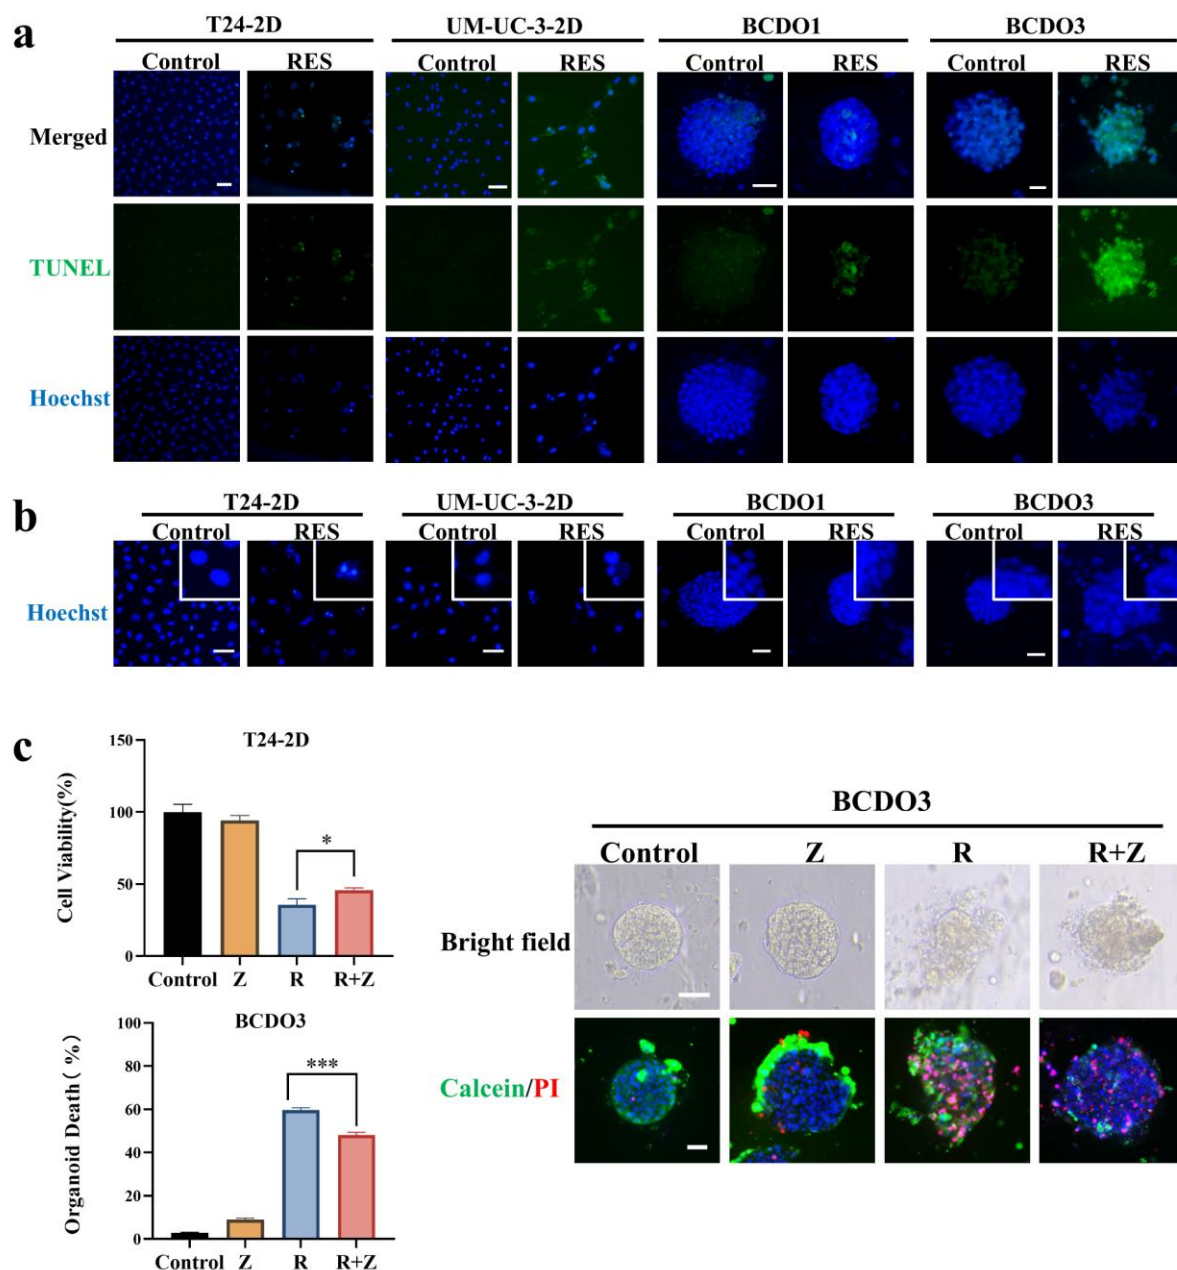 a
T24-2D UM-UC-3-2D BCDO1 BCDO3
Control RES Control RES Control RES Control RES
Merged
TUNEL
Hoechst
b
T24-2D UM-UC-3-2D BCDO1 BCDO3
Control RES Control RES Control RES Control RES
Hoechst
c
T24-2D
Cell Viability(%)
150
100
50
0
*
Control Z R R+Z
BCDO3
Organoid Death( %)
100
80
60
40
20
0
***
Control Z R R+Z
BCDO3
Control Z R R+Z
Bright field
Calcein/PI